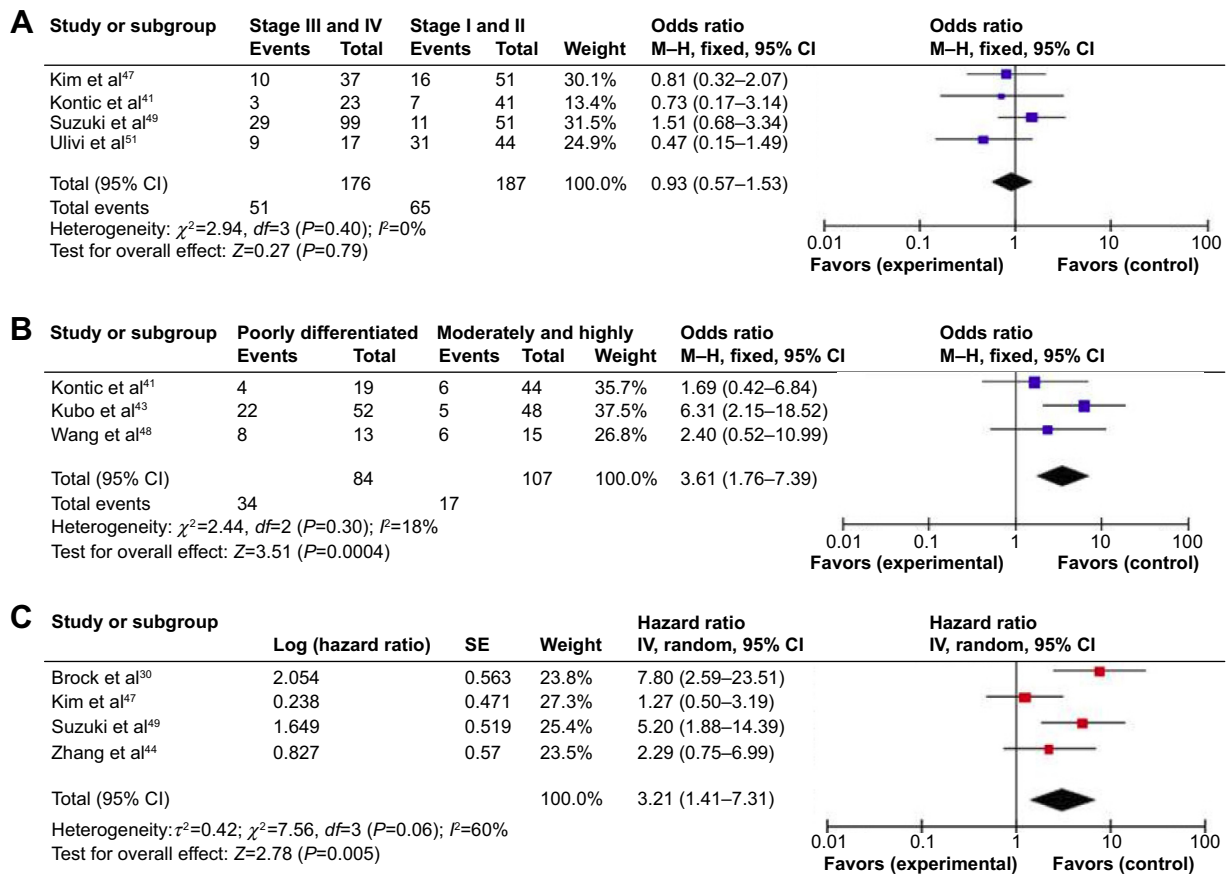 A
Study or subgroup Stage III and IV Stage I and II Odds ratio Odds ratio
Events Total Events Total Weight M–H, fixed, 95% CI M–H, fixed, 95% CI
Kim et al47 10 37 16 51 30.1% 0.81 (0.32–2.07)
Kontic et al41 3 23 7 41 13.4% 0.73 (0.17–3.14)
Suzuki et al49 29 99 11 51 31.5% 1.51 (0.68–3.34)
Ulivi et al51 9 17 31 44 24.9% 0.47 (0.15–1.49)
Total (95% CI) 176 187 100.0% 0.93 (0.57–1.53)
Total events 51 65
Heterogeneity: χ2=2.94, df=3 (P=0.40); I2=0%
Test for overall effect: Z=0.27 (P=0.79)
0.01 0.1 1 10 100
Favors (experimental) Favors (control)
B
Study or subgroup Poorly differentiated Moderately and highly Odds ratio Odds ratio
Events Total Events Total Weight M–H, fixed, 95% CI M–H, fixed, 95% CI
Kontic et al41 4 19 6 44 35.7% 1.69 (0.42–6.84)
Kubo et al43 22 52 5 48 37.5% 6.31 (2.15–18.52)
Wang et al48 8 13 6 15 26.8% 2.40 (0.52–10.99)
Total (95% CI) 84 107 100.0% 3.61 (1.76–7.39)
Total events 34 17
Heterogeneity: χ2=2.44, df=2 (P=0.30); I2=18%
Test for overall effect: Z=3.51 (P=0.0004)
0.01 0.1 1 10 100
Favors (experimental) Favors (control)
C
Study or subgroup Hazard ratio Hazard ratio
Log (hazard ratio) SE Weight IV, random, 95% CI IV, random, 95% CI
Brock et al30 2.054 0.563 23.8% 7.80 (2.59–23.51)
Kim et al47 0.238 0.471 27.3% 1.27 (0.50–3.19)
Suzuki et al49 1.649 0.519 25.4% 5.20 (1.88–14.39)
Zhang et al44 0.827 0.57 23.5% 2.29 (0.75–6.99)
Total (95% CI) 100.0% 3.21 (1.41–7.31)
Heterogeneity:τ2=0.42; χ2=7.56, df=3 (P=0.06); I2=60%
Test for overall effect: Z=2.78 (P=0.005)
0.01 0.1 1 10 100
Favors (experimental) Favors (control)